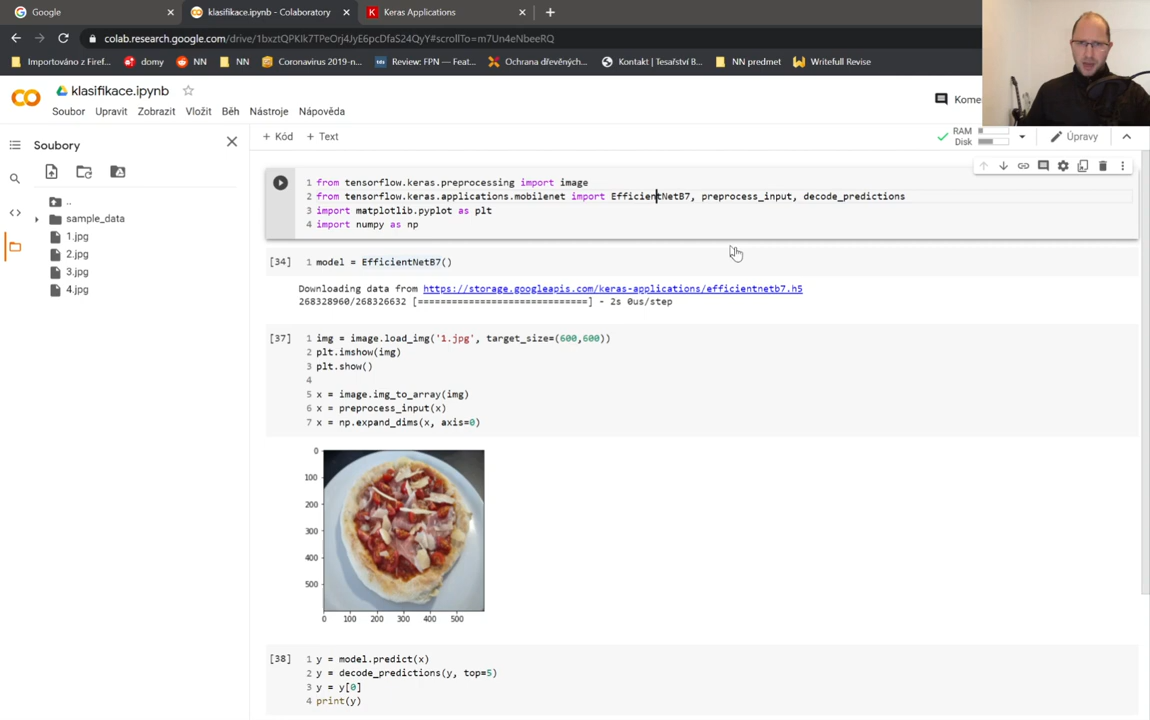 Google
klasifikace.ipynb - Colaboratory
Keras Applications
colab.research.google.com/drive/1bxztQPKIk7TPeOrj4JyE6pcDfaS24QrY#scrollTo=m7Un4eNbeeRQ
Importováno z Firef...
domy
NN
NN
Coronavirus 2019-n...
Review: FPN — Feat...
Ochrana dřevěných...
Kontakt | Tesařství B...
NN predmet
Writefull Revise
klasifikace.ipynb
Soubor Upravit Zobrazit Vložit Běh Nástroje Nápověda
Kome
+ Kód + Text
RAM
Disk
Úpravy
Soubory
..
sample_data
1.jpg
2.jpg
3.jpg
4.jpg
1 from tensorflow.keras.preprocessing import image
2 from tensorflow.keras.applications.mobilenet import EfficientNetB7, preprocess_input, decode_predictions
3 import matplotlib.pyplot as plt
4 import numpy as np
[34] 1 model = EfficientNetB7()
Downloading data from https://storage.googleapis.com/keras-applications/efficientnetb7.h5
268328960/268326632 [==============================] - 2s 0us/step
[37] 1 img = image.load_img('1.jpg', target_size=(600,600))
2 plt.imshow(img)
3 plt.show()
4
5 x = image.img_to_array(img)
6 x = preprocess_input(x)
7 x = np.expand_dims(x, axis=0)
0
100
200
300
400
500
0 100 200 300 400 500
[38] 1 y = model.predict(x)
2 y = decode_predictions(y, top=5)
3 y = y[0]
4 print(y)